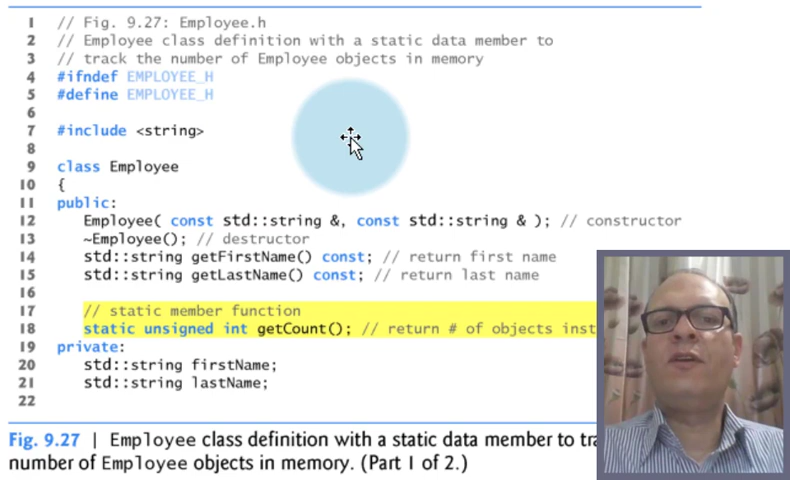 1 // Fig. 9.27: Employee.h
2 // Employee class definition with a static data member to
3 // track the number of Employee objects in memory
4 #ifndef EMPLOYEE_H
5 #define EMPLOYEE_H
6
7 #include <string>
8
9 class Employee
10 {
11 public:
12 Employee( const std::string &, const std::string & ); // constructor
13 ~Employee(); // destructor
14 std::string getFirstName() const; // return first name
15 std::string getLastName() const; // return last name
16
17 // static member function
18 static unsigned int getCount(); // return # of objects inst
19 private:
20 std::string firstName;
21 std::string lastName;
22
Fig. 9.27 | Employee class definition with a static data member to tra
number of Employee objects in memory. (Part 1 of 2.)